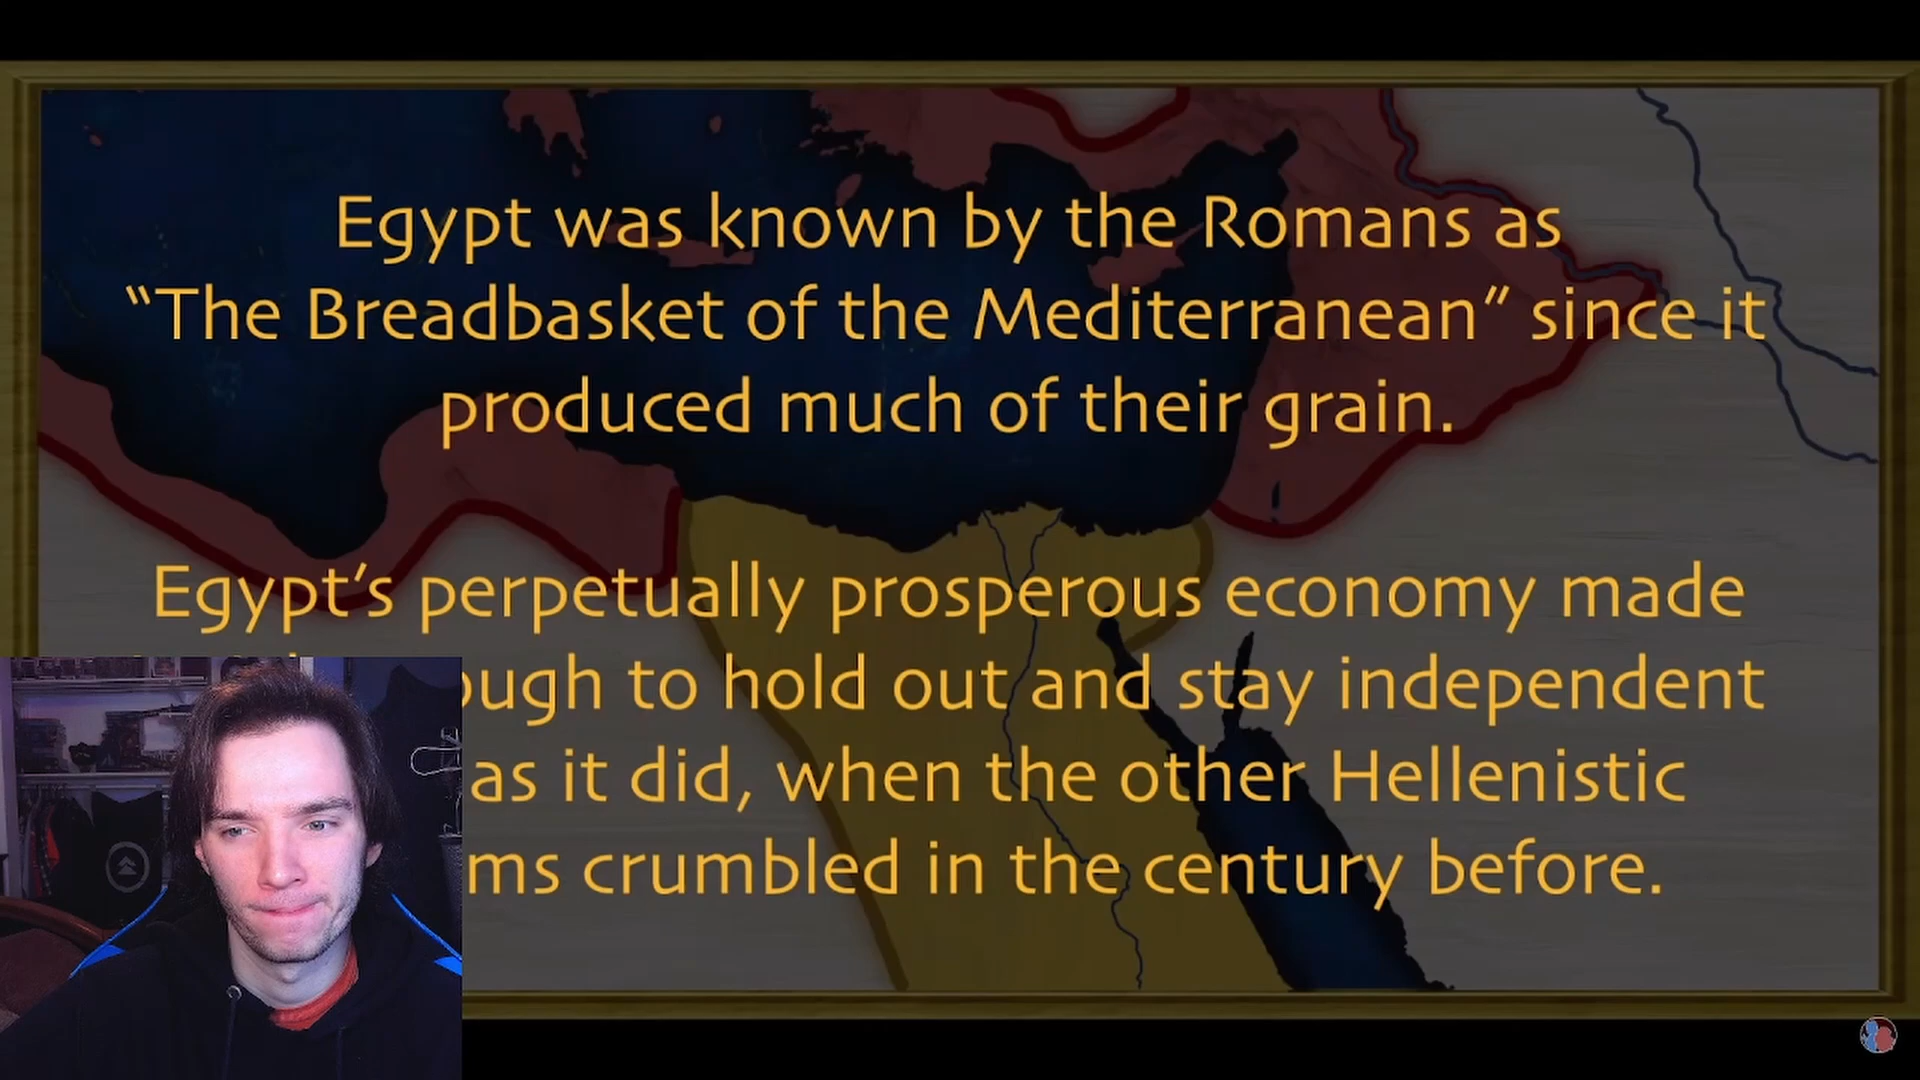 Egypt was known by the Romans as
“The Breadbasket of the Mediterranean” since it
produced much of their grain.
Egypt’s perpetually prosperous economy made
to hold out and stay independent
as it did, when the other Hellenistic
crumbled in the century before.